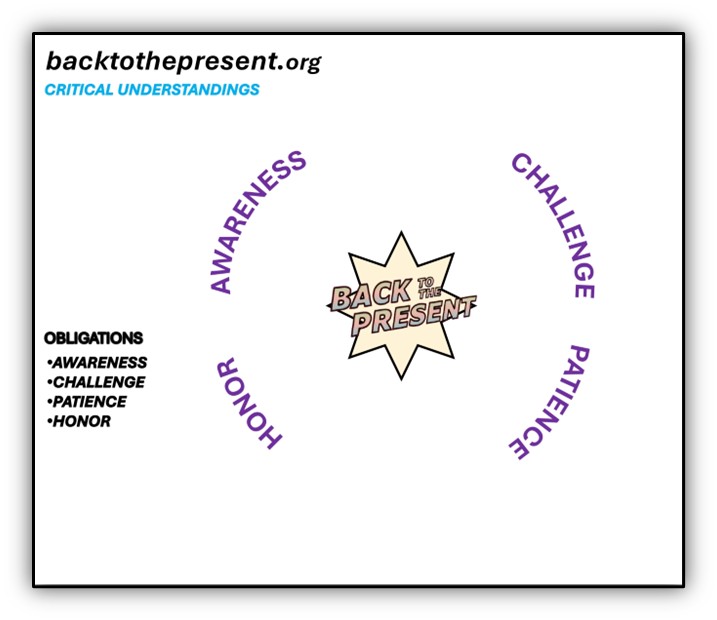 backtothepresent.org
CRITICAL UNDERSTANDINGS
AWARENESS
CHALLENGE
BACK TO THE PRESENT
OBLIGATIONS
•AWARENESS
•CHALLENGE
•PATIENCE
•HONOR
HONOR
PATIENCE